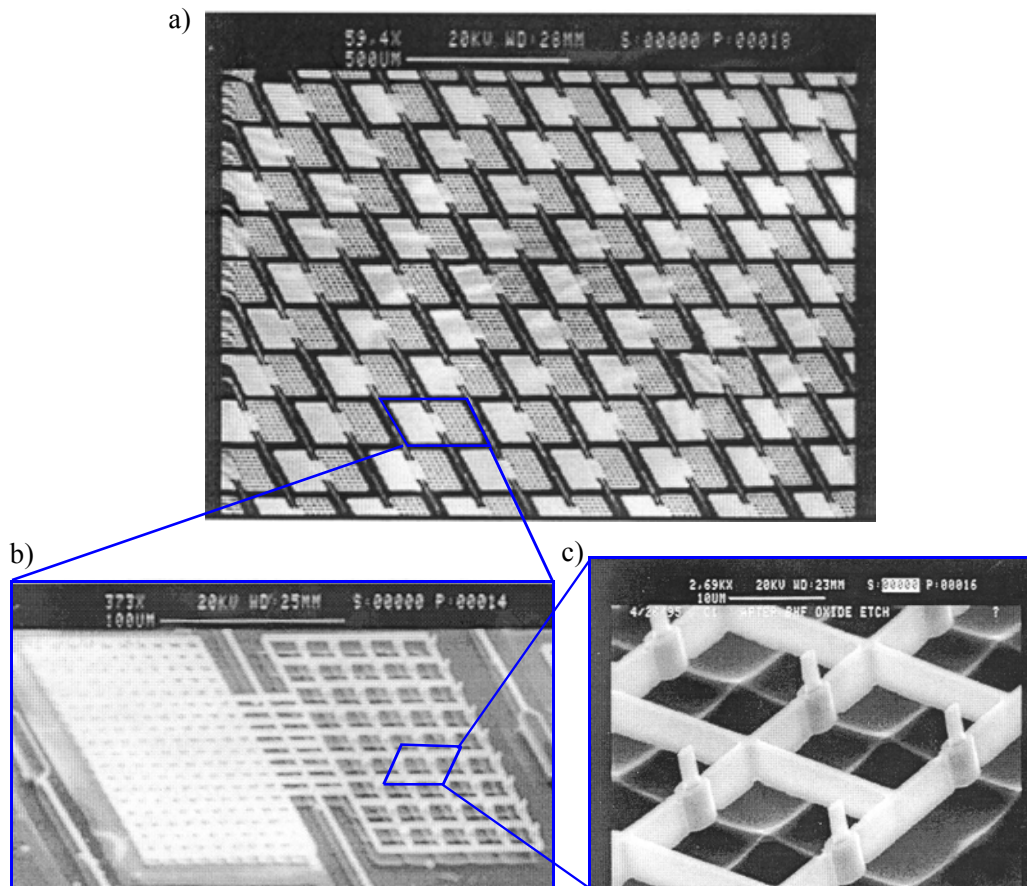 a)
59.4X 20KV WD:28MM S:00000 P:00018
500UM
b)
373X 20KV WD:25MM S:00000 P:00014
100UM
c)
2.69KX 20KV WD:23MM S:00000 P:00016
10UM
AFTER BHF OXIDE ETCH ?